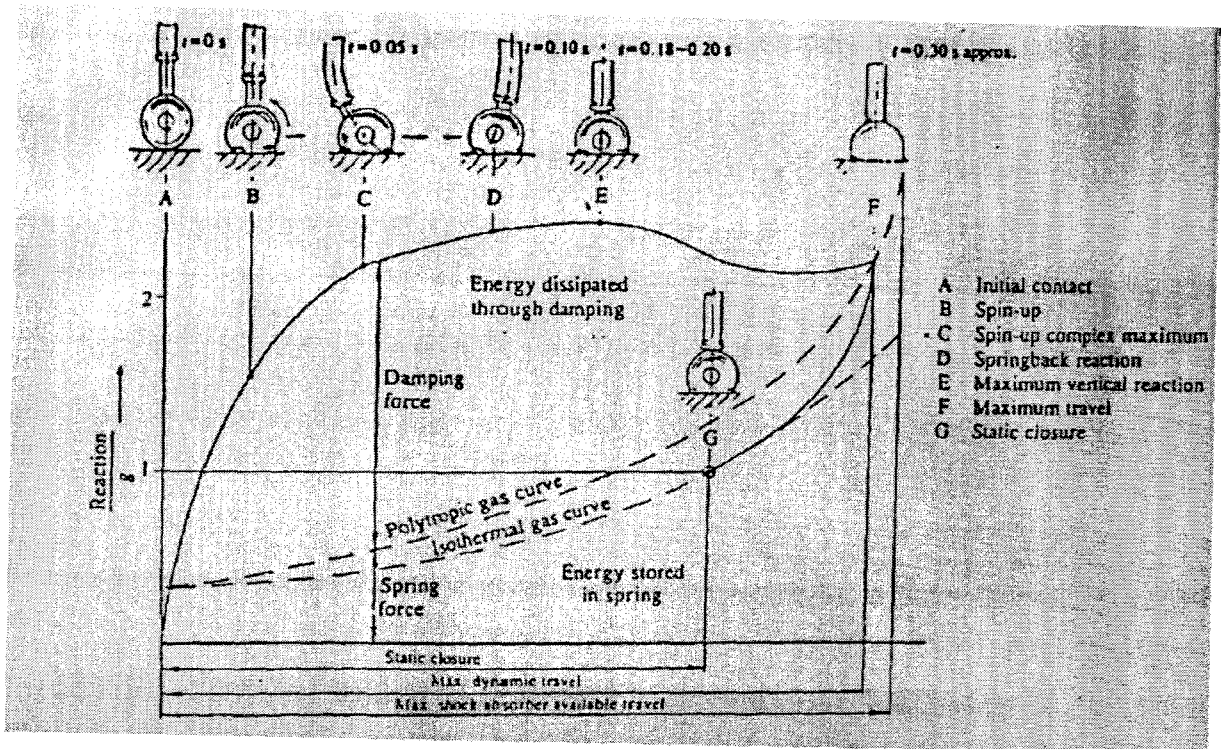 t=0 s
t=0.05 s
t=0.10 s
t=0.18-0.20 s
t=0.30 s approx.
A
B
C
D
E
F
2
Energy dissipated
through damping
A Initial contact
B Spin-up
C Spin-up complex maximum
D Springback reaction
E Maximum vertical reaction
F Maximum travel
G Static closure
Damping
force
Reaction
g
G
1
Polytropic gas curve
Isothermal gas curve
Spring
force
Energy stored
in spring
Static closure
Max. dynamic travel
Max. shock absorber available travel